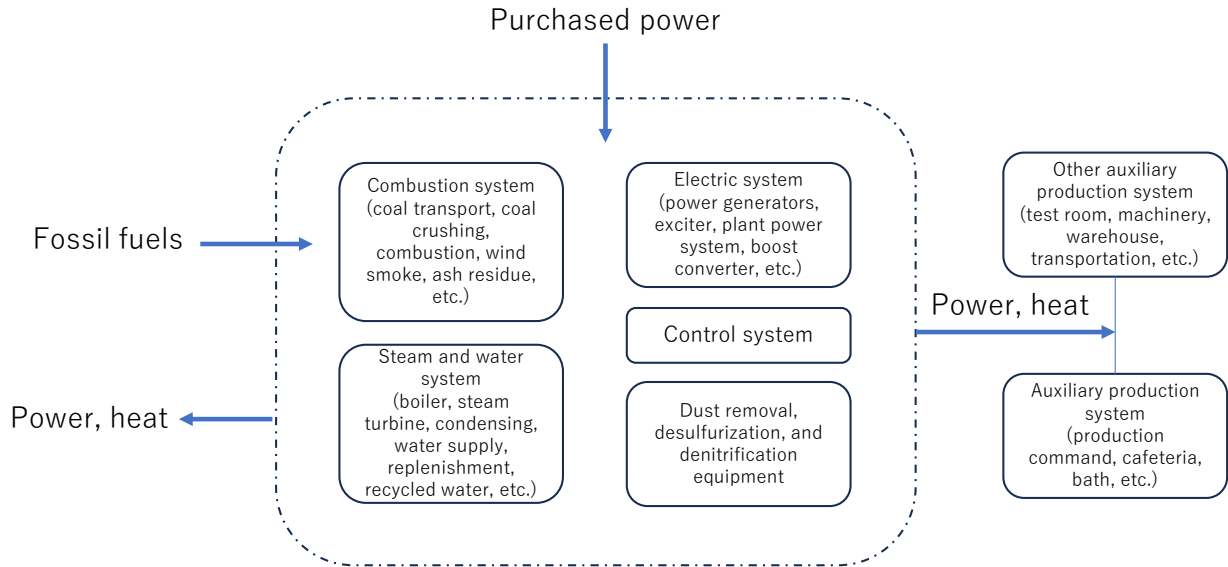 Purchased power
Fossil fuels
Power, heat
Combustion system
(coal transport, coal
crushing,
combustion, wind
smoke, ash residue,
etc.)
Steam and water
system
(boiler, steam
turbine, condensing,
water supply,
replenishment,
recycled water, etc.)
Electric system
(power generators,
exciter, plant power
system, boost
converter, etc.)
Control system
Dust removal,
desulfurization, and
denitrification
equipment
Power, heat
Other auxiliary
production system
(test room, machinery,
warehouse,
transportation, etc.)
Auxiliary production
system
(production
command, cafeteria,
bath, etc.)